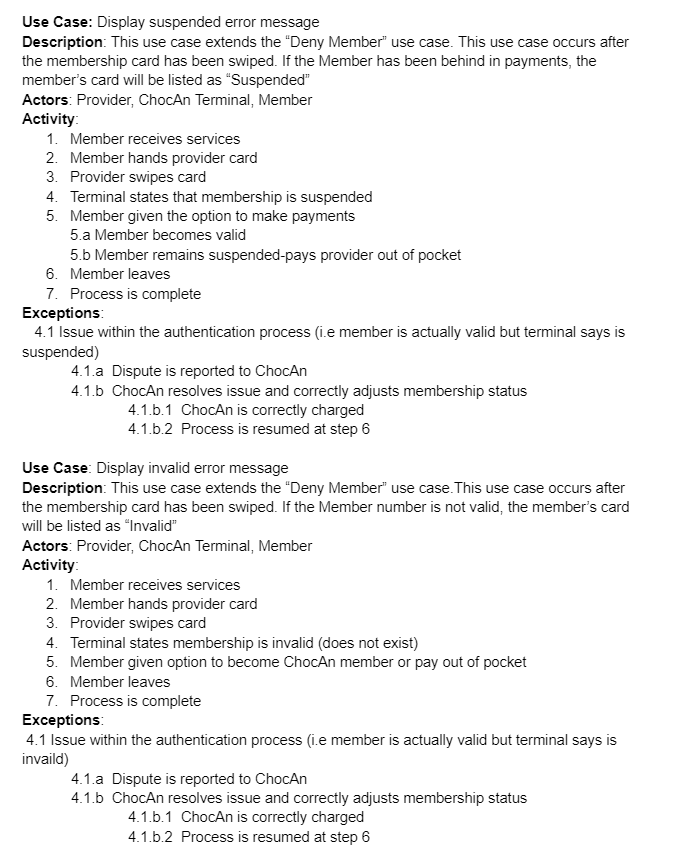 Use Case: Display suspended error message
Description: This use case extends the “Deny Member” use case. This use case occurs after
the membership card has been swiped. If the Member has been behind in payments, the
member’s card will be listed as “Suspended”
Actors: Provider, ChocAn Terminal, Member
Activity:
1. Member receives services
2. Member hands provider card
3. Provider swipes card
4. Terminal states that membership is suspended
5. Member given the option to make payments
5.a Member becomes valid
5.b Member remains suspended-pays provider out of pocket
6. Member leaves
7. Process is complete
Exceptions:
4.1 Issue within the authentication process (i.e member is actually valid but terminal says is
suspended)
4.1.a Dispute is reported to ChocAn
4.1.b ChocAn resolves issue and correctly adjusts membership status
4.1.b.1 ChocAn is correctly charged
4.1.b.2 Process is resumed at step 6
Use Case: Display invalid error message
Description: This use case extends the “Deny Member” use case.This use case occurs after
the membership card has been swiped. If the Member number is not valid, the member’s card
will be listed as “Invalid”
Actors: Provider, ChocAn Terminal, Member
Activity:
1. Member receives services
2. Member hands provider card
3. Provider swipes card
4. Terminal states membership is invalid (does not exist)
5. Member given option to become ChocAn member or pay out of pocket
6. Member leaves
7. Process is complete
Exceptions:
4.1 Issue within the authentication process (i.e member is actually valid but terminal says is
invaild)
4.1.a Dispute is reported to ChocAn
4.1.b ChocAn resolves issue and correctly adjusts membership status
4.1.b.1 ChocAn is correctly charged
4.1.b.2 Process is resumed at step 6